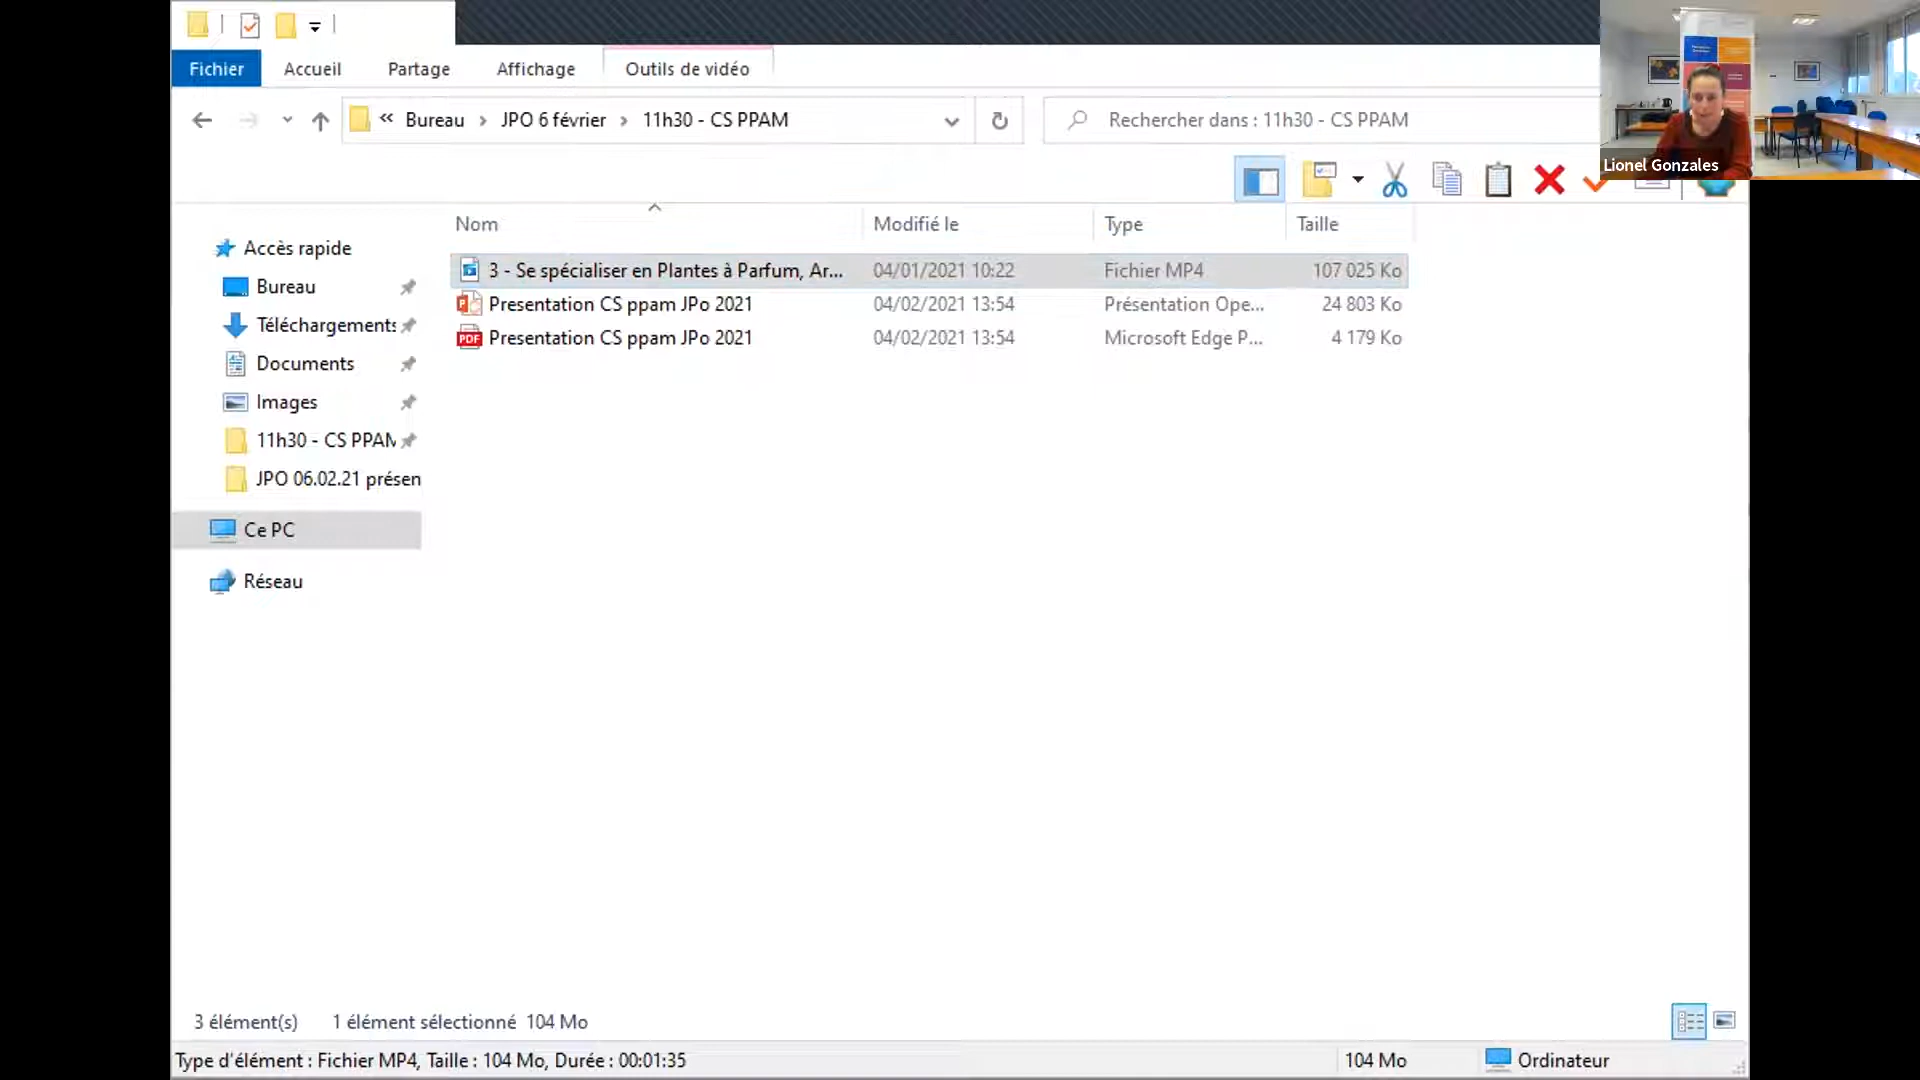 Fichier Accueil Partage Affichage Outils de vidéo
« Bureau › JPO 6 février › 11h30 - CS PPAM Rechercher dans : 11h30 - CS PPAM
Lionel Gonzales
Nom Modifié le Type Taille
Accès rapide
Bureau
Téléchargements
Documents
Images
11h30 - CS PPAM
JPO 06.02.21 présen
Ce PC
Réseau
3 - Se spécialiser en Plantes à Parfum, Ar... 04/01/2021 10:22 Fichier MP4 107 025 Ko
Presentation CS ppam JPo 2021 04/02/2021 13:54 Présentation Ope... 24 803 Ko
PDF Presentation CS ppam JPo 2021 04/02/2021 13:54 Microsoft Edge P... 4 179 Ko
3 élément(s) 1 élément sélectionné 104 Mo
Type d'élément : Fichier MP4, Taille : 104 Mo, Durée : 00:01:35 104 Mo Ordinateur